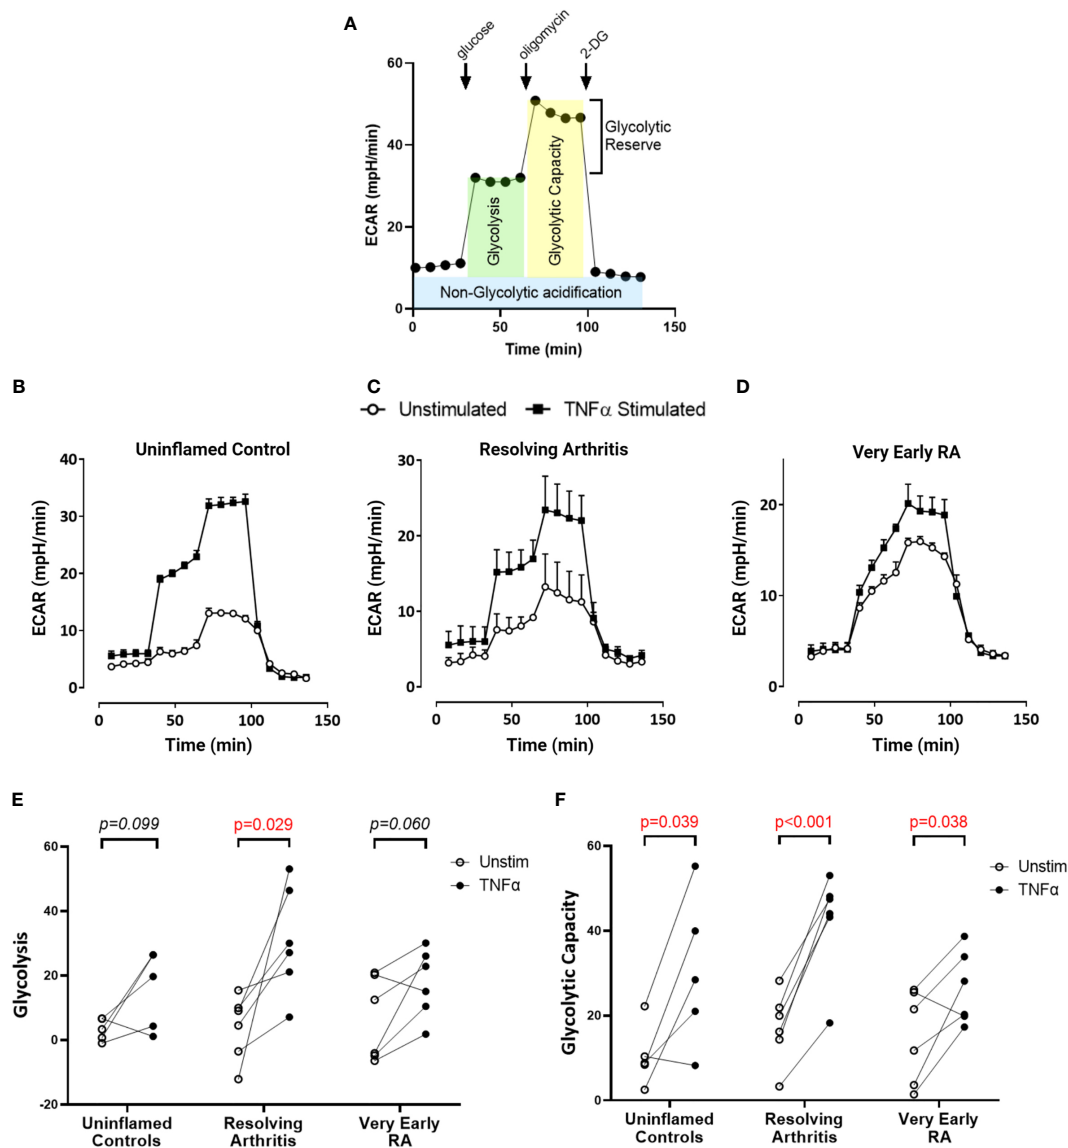 A
glucose
oligomycin
2-DG
60
40
20
0
ECAR (mpH/min)
Glycolysis
Glycolytic Capacity
Glycolytic
Reserve
Non-Glycolytic acidification
0
50
100
150
Time (min)
B
C
D
Unstimulated
TNFα Stimulated
Uninflamed Control
40
30
20
10
0
ECAR (mpH/min)
0
50
100
150
Time (min)
Resolving Arthritis
30
20
10
0
ECAR (mpH/min)
0
50
100
150
Time (min)
Very Early RA
20
10
0
ECAR (mpH/min)
0
50
100
150
Time (min)
E
p=0.099
p=0.029
p=0.060
60
40
20
0
-20
Glycolysis
Unstim
TNFα
Uninflamed
Controls
Resolving
Arthritis
Very Early
RA
F
p=0.039
p<0.001
p=0.038
60
40
20
0
Glycolytic Capacity
Unstim
TNFα
Uninflamed
Controls
Resolving
Arthritis
Very Early
RA